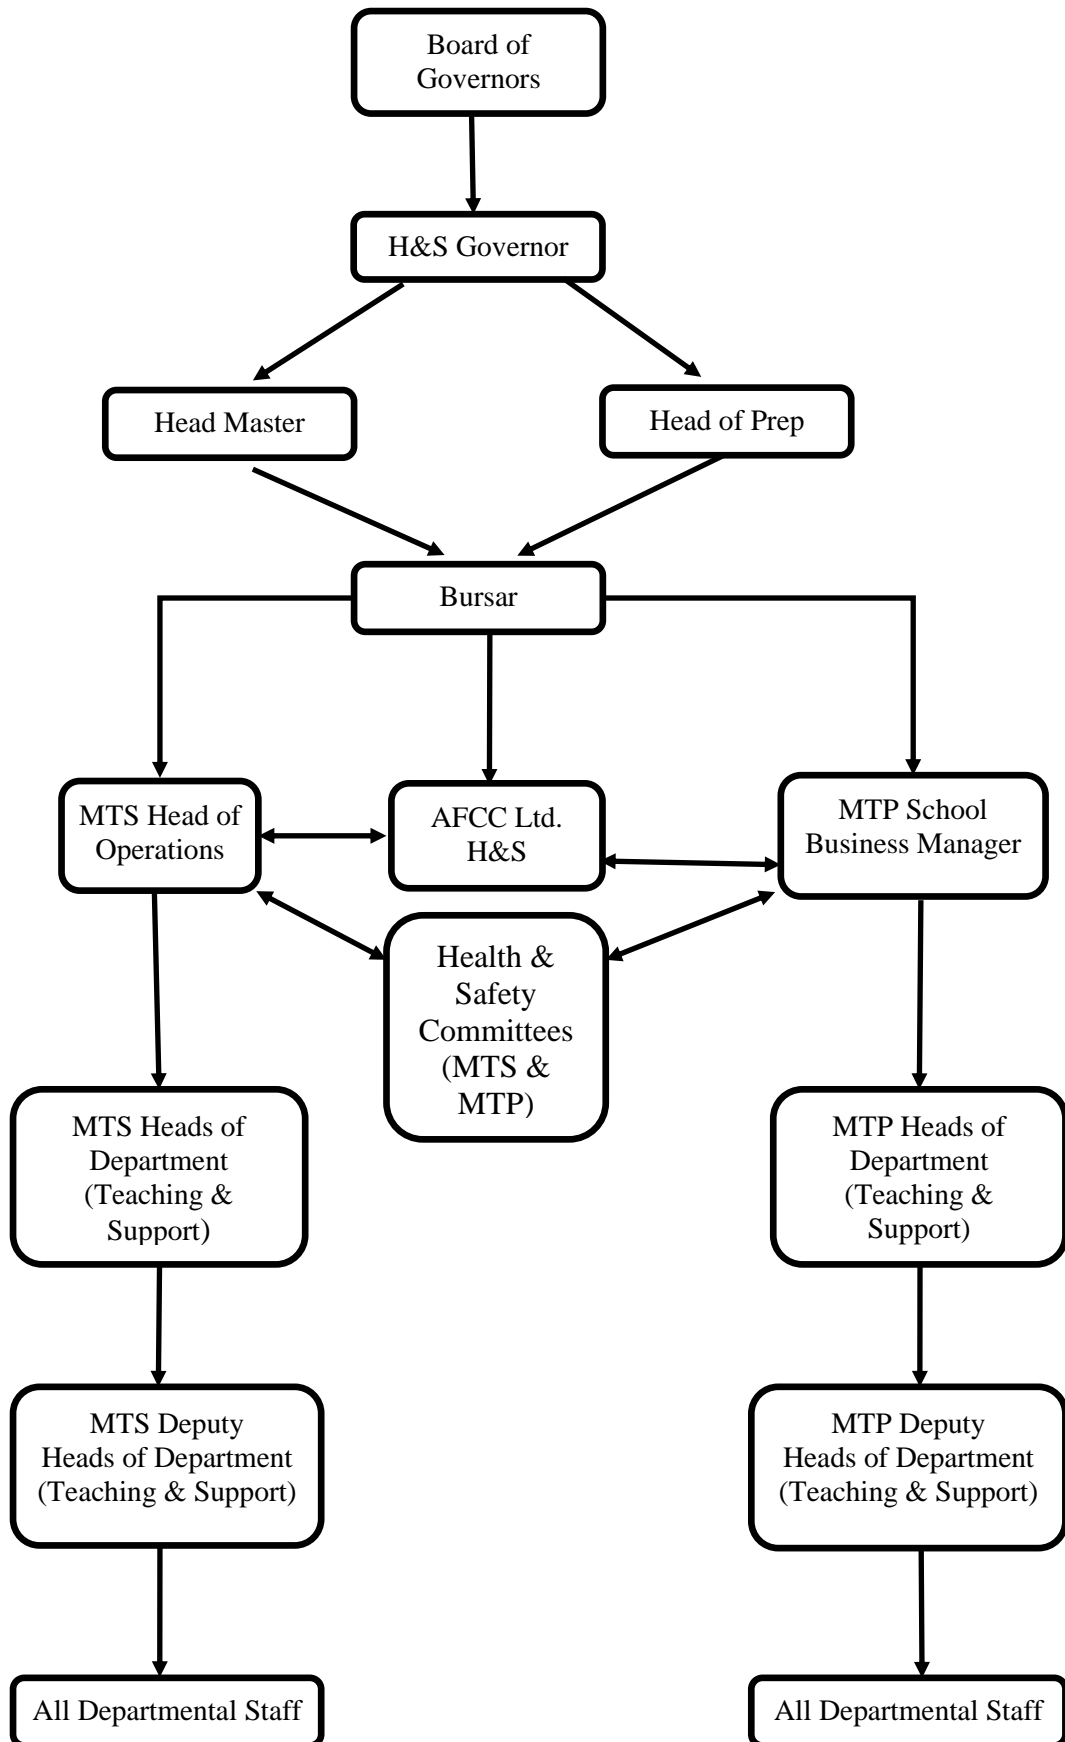 Board of
Governors
H&S Governor
Head Master
Head of Prep
Bursar
MTS Head of
Operations
AFCC Ltd.
H&S
MTP School
Business Manager
Health &
Safety
Committees
(MTS &
MTP)
MTS Heads of
Department
(Teaching &
Support)
MTP Heads of
Department
(Teaching &
Support)
MTS Deputy
Heads of Department
(Teaching & Support)
MTP Deputy
Heads of Department
(Teaching & Support)
All Departmental Staff
All Departmental Staff